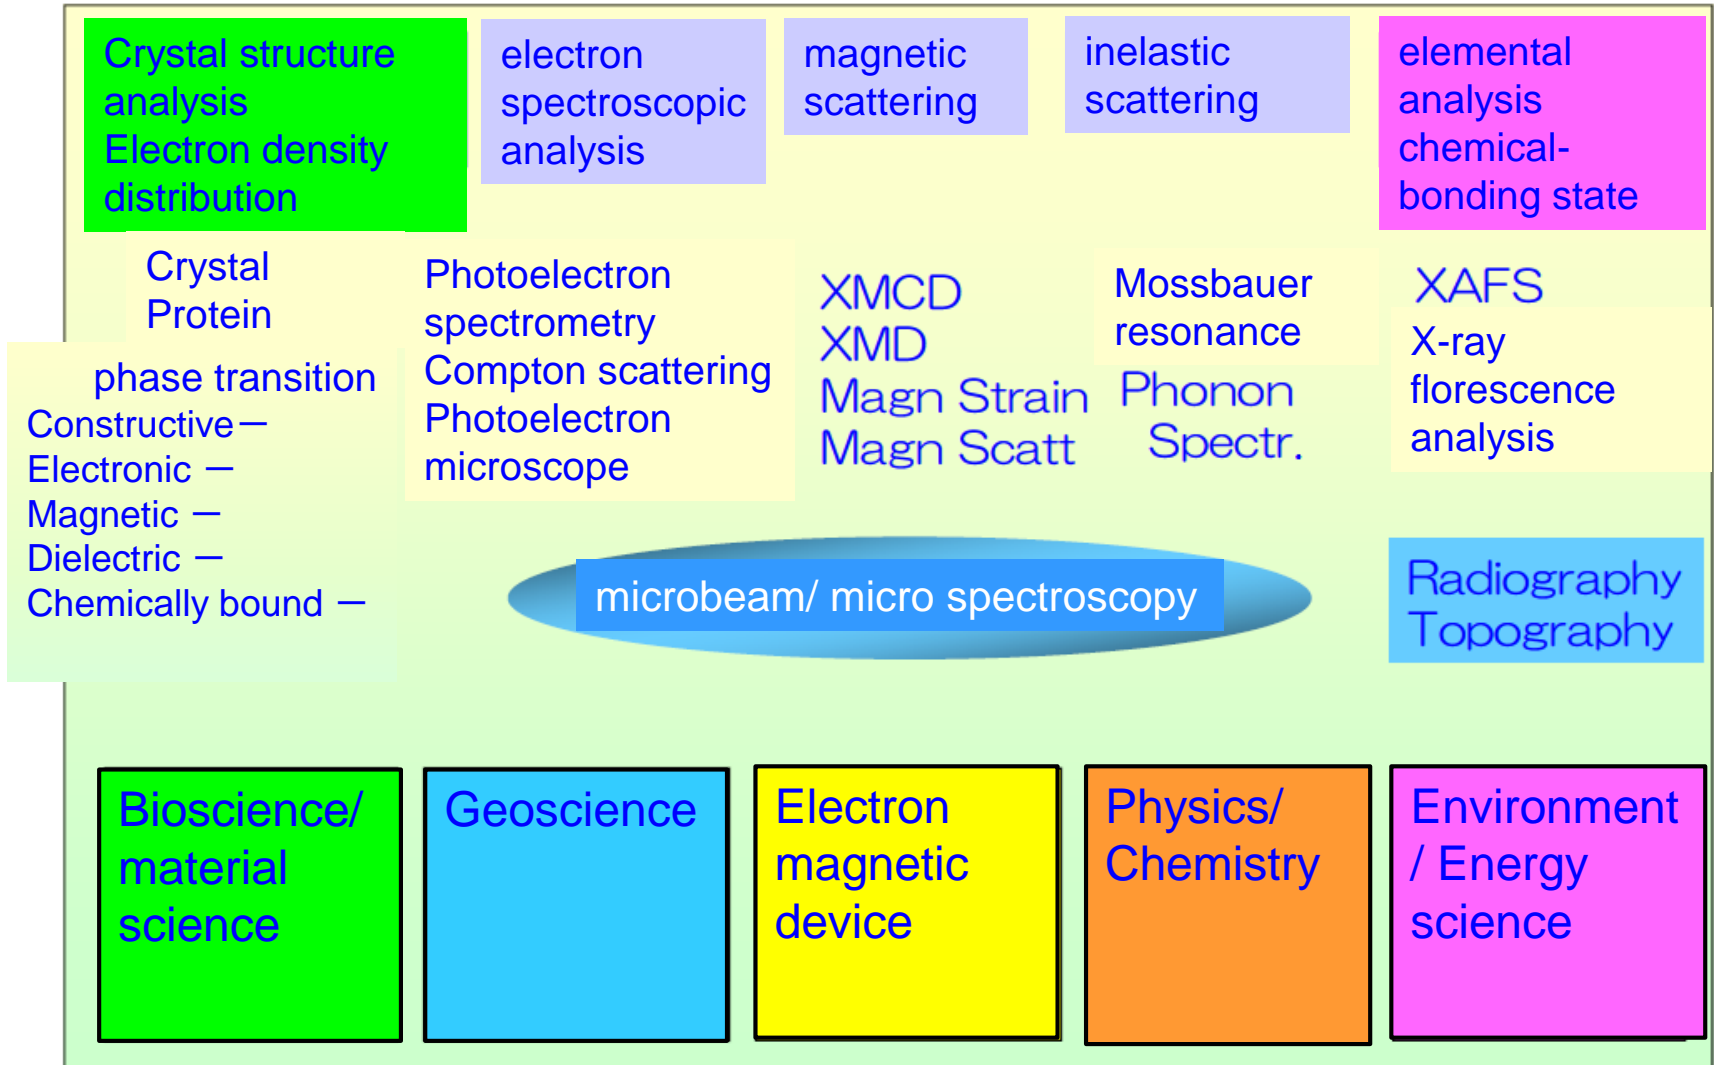 Crystal structure
analysis
Electron density
distribution
electron
spectroscopic
analysis
magnetic
scattering
inelastic
scattering
elemental
analysis
chemical-
bonding state
Crystal
Protein
phase transition
Constructive—
Electronic —
Magnetic —
Dielectric —
Chemically bound —
Photoelectron
spectrometry
Compton scattering
Photoelectron
microscope
XMCD
XMD
Magn Strain
Magn Scatt
Mossbauer
resonance
Phonon
Spectr.
XAFS
X-ray
florescence
analysis
microbeam/ micro spectroscopy
Radiography
Topography
Bioscience/
material
science
Geoscience
Electron
magnetic
device
Physics/
Chemistry
Environment
/ Energy
science